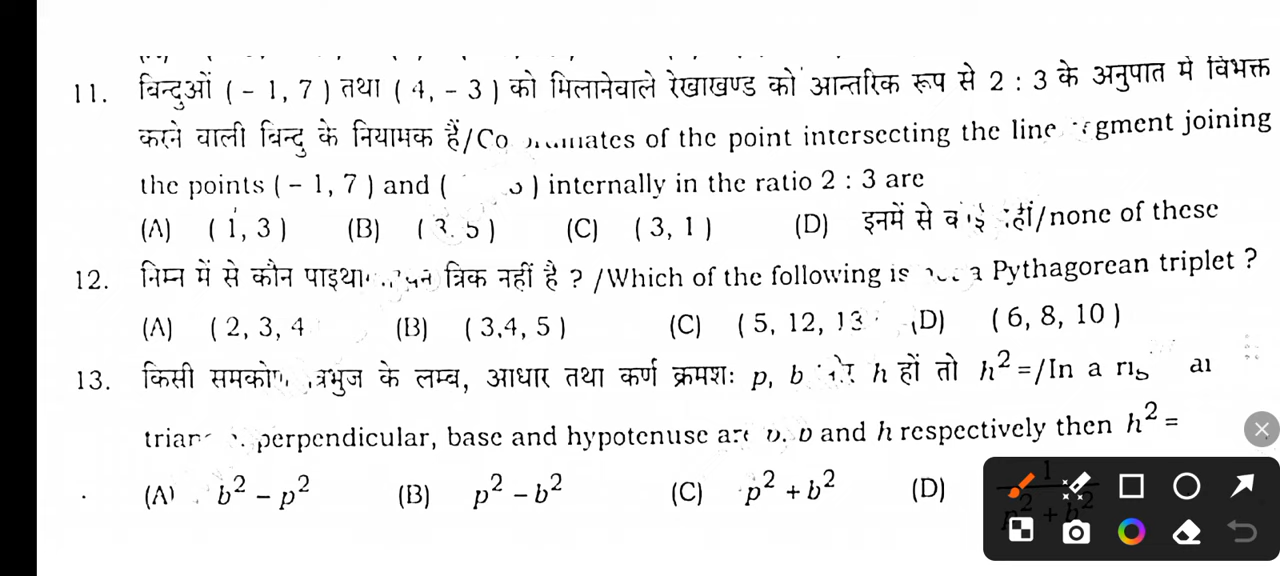 11. बिन्दुओं ( – 1, 7 ) तथा ( 4, – 3 ) को मिलानेवाले रेखाखण्ड को आन्तरिक रूप से 2 : 3 के अनुपात में विभक्त
करने वाली बिन्दु के नियामक हैं/Co of the point intersecting the line joining
the points ( – 1, 7 ) and ( ) internally in the ratio 2 : 3 are
(A) ( 1, 3 ) (B) ( 3, 5 ) (C) ( 3, 1 ) (D) इनमें से /none of these
12. निम्न में से कौन त्रिक नहीं है ? /Which of the following is a Pythagorean triplet ?
(A) ( 2, 3, 4 (B) ( 3,4, 5 ) (C) ( 5, 12, 13 (D) ( 6, 8, 10 )
13. किसी के लम्ब, आधार तथा कर्ण क्रमशः p, b h हों तो h² =/In a
perpendicular, base and hypotenuse are and h respectively then h² =
(A) b² – p² (B) p² – b² (C) p² + b² (D)